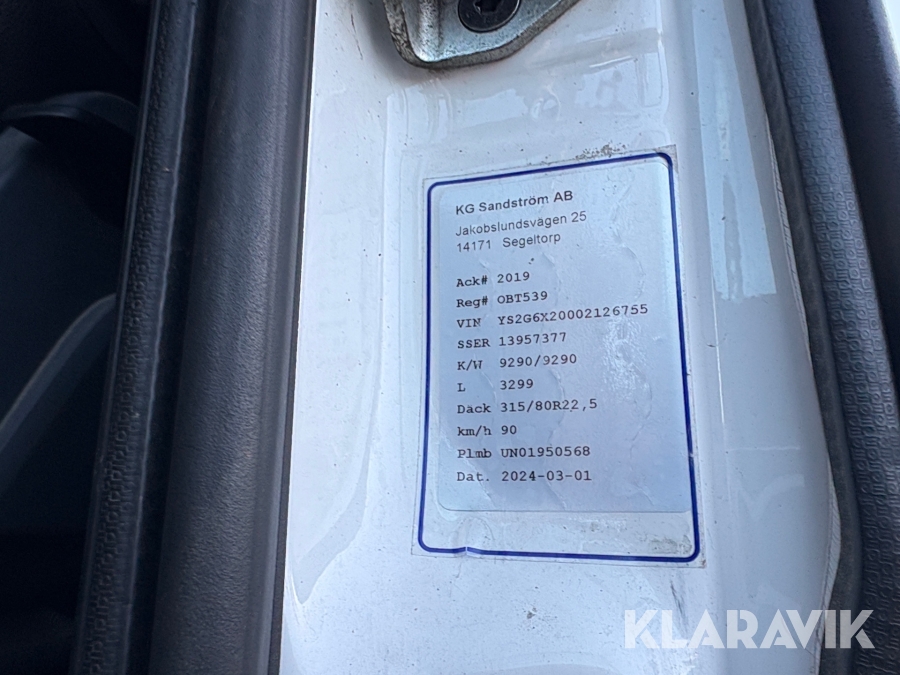 KG Sandström AB
Jakobslundsvägen 25
14171 Segeltorp
Ack# 2019
Reg# OBT539
VIN YS2G6X20002126755
SSER 13957377
K/W 9290/9290
L 3299
Dack 315/80R22,5
km/h 90
Plmb UN01950568
Dat. 2024-03-01
KLARAVIK